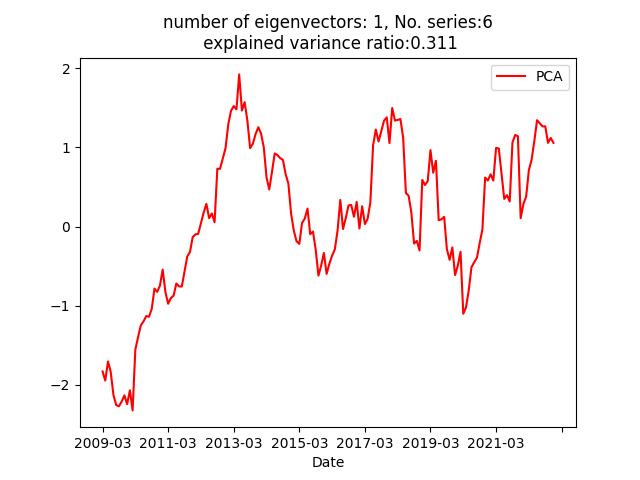 number of eigenvectors: 1, No. series:6
explained variance ratio:0.311
PCA
2
1
0
−1
−2
2009-03 2011-03 2013-03 2015-03 2017-03 2019-03 2021-03
Date